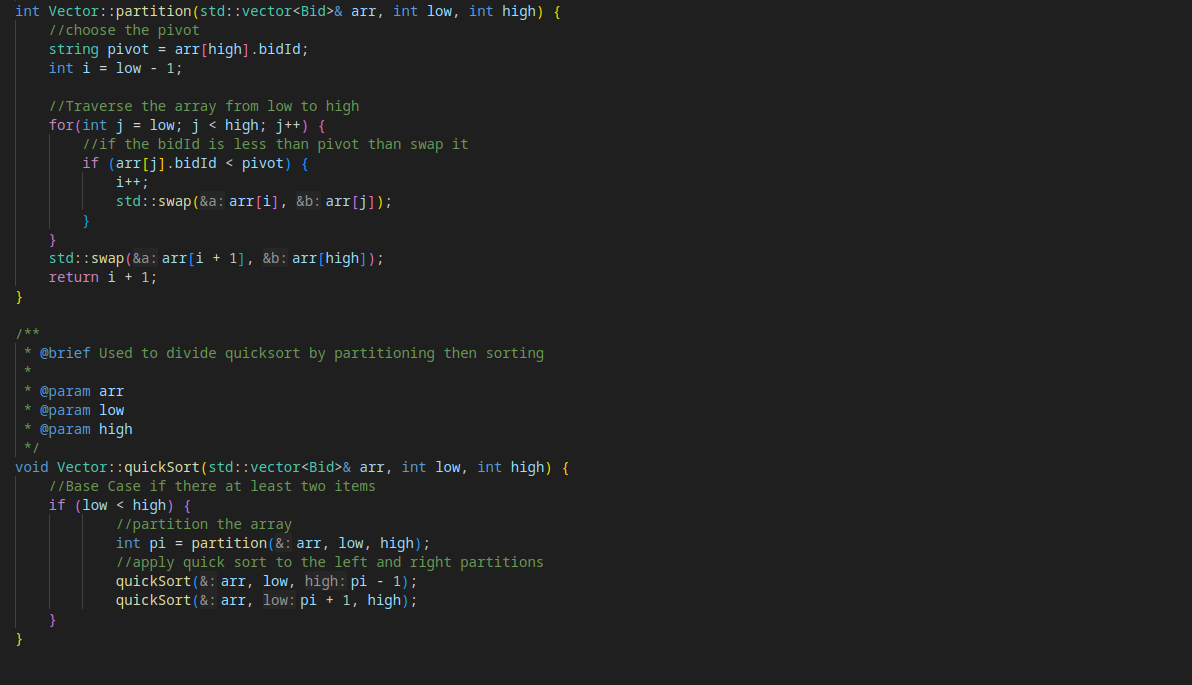 int Vector::partition(std::vector<Bid>& arr, int low, int high) {
//choose the pivot
string pivot = arr[high].bidId;
int i = low - 1;
//Traverse the array from low to high
for(int j = low; j < high; j++) {
//if the bidId is less than pivot than swap it
if (arr[j].bidId < pivot) {
i++;
std::swap(&a: arr[i], &b: arr[j]);
}
}
std::swap(&a: arr[i + 1], &b: arr[high]);
return i + 1;
}
/**
* @brief Used to divide quicksort by partitioning then sorting
*
* @param arr
* @param low
* @param high
*/
void Vector::quickSort(std::vector<Bid>& arr, int low, int high) {
//Base Case if there at least two items
if (low < high) {
//partition the array
int pi = partition(&: arr, low, high);
//apply quick sort to the left and right partitions
quickSort(&: arr, low, high: pi - 1);
quickSort(&: arr, low: pi + 1, high);
}
}